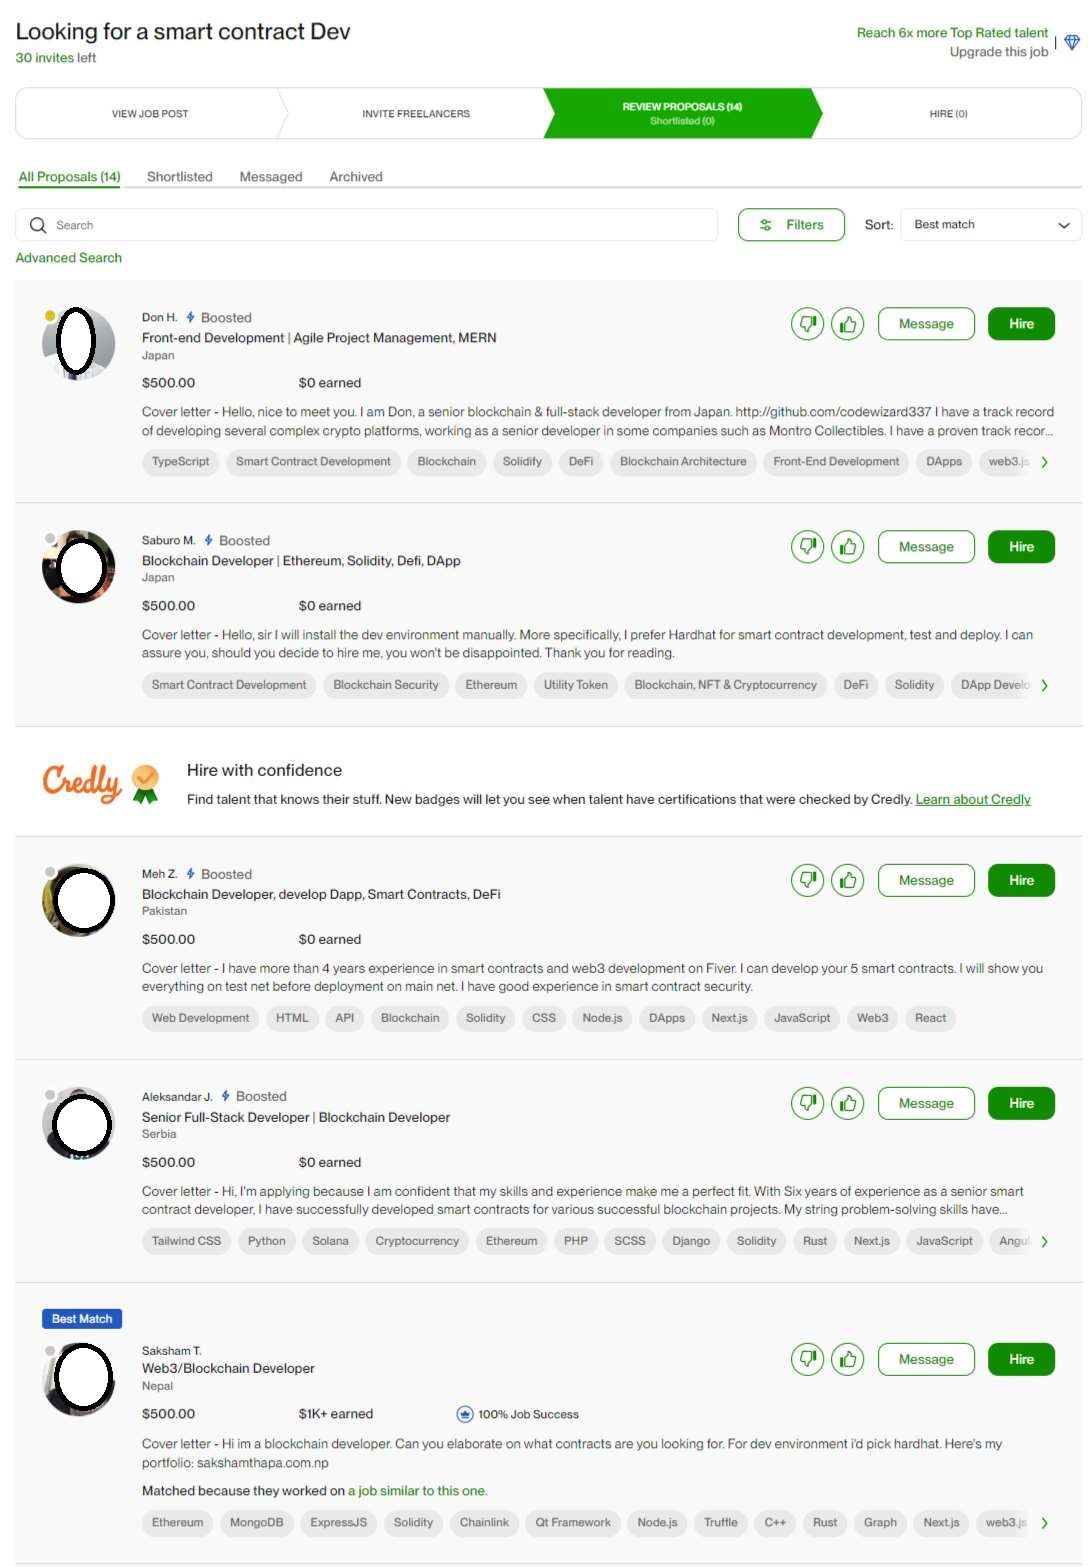 Looking for a smart contract Dev
30 invites left
Reach 6x more Top Rated talent
Upgrade this job
VIEW JOB POST
INVITE FREELANCERS
REVIEW PROPOSALS (14)
Shortlisted (0)
HIRE (0)
All Proposals (14) Shortlisted Messaged Archived
Search
Filters
Sort: Best match
Advanced Search
Don H. Boosted
Front-end Development | Agile Project Management, MERN
Japan
Message
Hire
$500.00 $0 earned
Cover letter - Hello, nice to meet you. I am Don, a senior blockchain & full-stack developer from Japan. http://github.com/codewizard337 I have a track record
of developing several complex crypto platforms, working as a senior developer in some companies such as Montro Collectibles. I have a proven track recor...
TypeScript Smart Contract Development Blockchain Solidify DeFi Blockchain Architecture Front-End Development DApps web3.js
Saburo M. Boosted
Blockchain Developer | Ethereum, Solidity, Defi, DApp
Japan
Message
Hire
$500.00 $0 earned
Cover letter - Hello, sir I will install the dev environment manually. More specifically, I prefer Hardhat for smart contract development, test and deploy. I can
assure you, should you decide to hire me, you won't be disappointed. Thank you for reading.
Smart Contract Development Blockchain Security Ethereum Utility Token Blockchain, NFT & Cryptocurrency DeFi Solidity DApp Develo
Credly
Hire with confidence
Find talent that knows their stuff. New badges will let you see when talent have certifications that were checked by Credly. Learn about Credly
Meh Z. Boosted
Blockchain Developer, develop Dapp, Smart Contracts, DeFi
Pakistan
Message
Hire
$500.00 $0 earned
Cover letter - I have more than 4 years experience in smart contracts and web3 development on Fiver. I can develop your 5 smart contracts. I will show you
everything on test net before deployment on main net. I have good experience in smart contract security.
Web Development HTML API Blockchain Solidity CSS Node.js DApps Next.js JavaScript Web3 React
Aleksandar J. Boosted
Senior Full-Stack Developer | Blockchain Developer
Serbia
Message
Hire
$500.00 $0 earned
Cover letter - Hi, I'm applying because I am confident that my skills and experience make me a perfect fit. With Six years of experience as a senior smart
contract developer, I have successfully developed smart contracts for various successful blockchain projects. My string problem-solving skills have...
Tailwind CSS Python Solana Cryptocurrency Ethereum PHP SCSS Django Solidity Rust Next.js JavaScript Angul
Best Match
Saksham T.
Web3/Blockchain Developer
Nepal
Message
Hire
$500.00 $1K+ earned 100% Job Success
Cover letter - Hi im a blockchain developer. Can you elaborate on what contracts are you looking for. For dev environment i'd pick hardhat. Here's my
portfolio: sakshamthapa.com.np
Matched because they worked on a job similar to this one.
Ethereum MongoDB ExpressJS Solidity Chainlink Qt Framework Node.js Truffle C++ Rust Graph Next.js web3.js